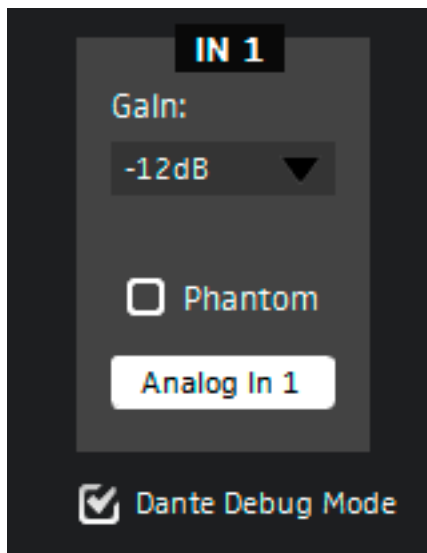 IN 1
Gain:
-12dB
Phantom
Analog In 1
Dante Debug Mode